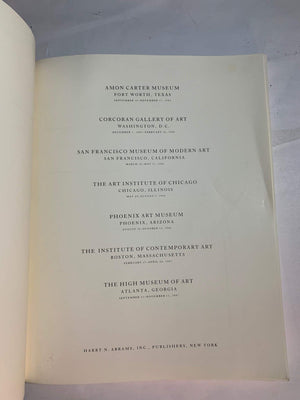 AMON CARTER MUSEUM
FORT WORTH, TEXAS
CORCORAN GALLERY OF ART
WASHINGTON, D.C.
SAN FRANCISCO MUSEUM OF MODERN ART
SAN FRANCISCO, CALIFORNIA
THE ART INSTITUTE OF CHICAGO
CHICAGO, ILLINOIS
PHOENIX ART MUSEUM
PHOENIX, ARIZONA
THE INSTITUTE OF CONTEMPORARY ART
BOSTON, MASSACHUSETTS
THE HIGH MUSEUM OF ART
ATLANTA, GEORGIA
HARRY N. ABRAMS, INC., PUBLISHERS, NEW YORK